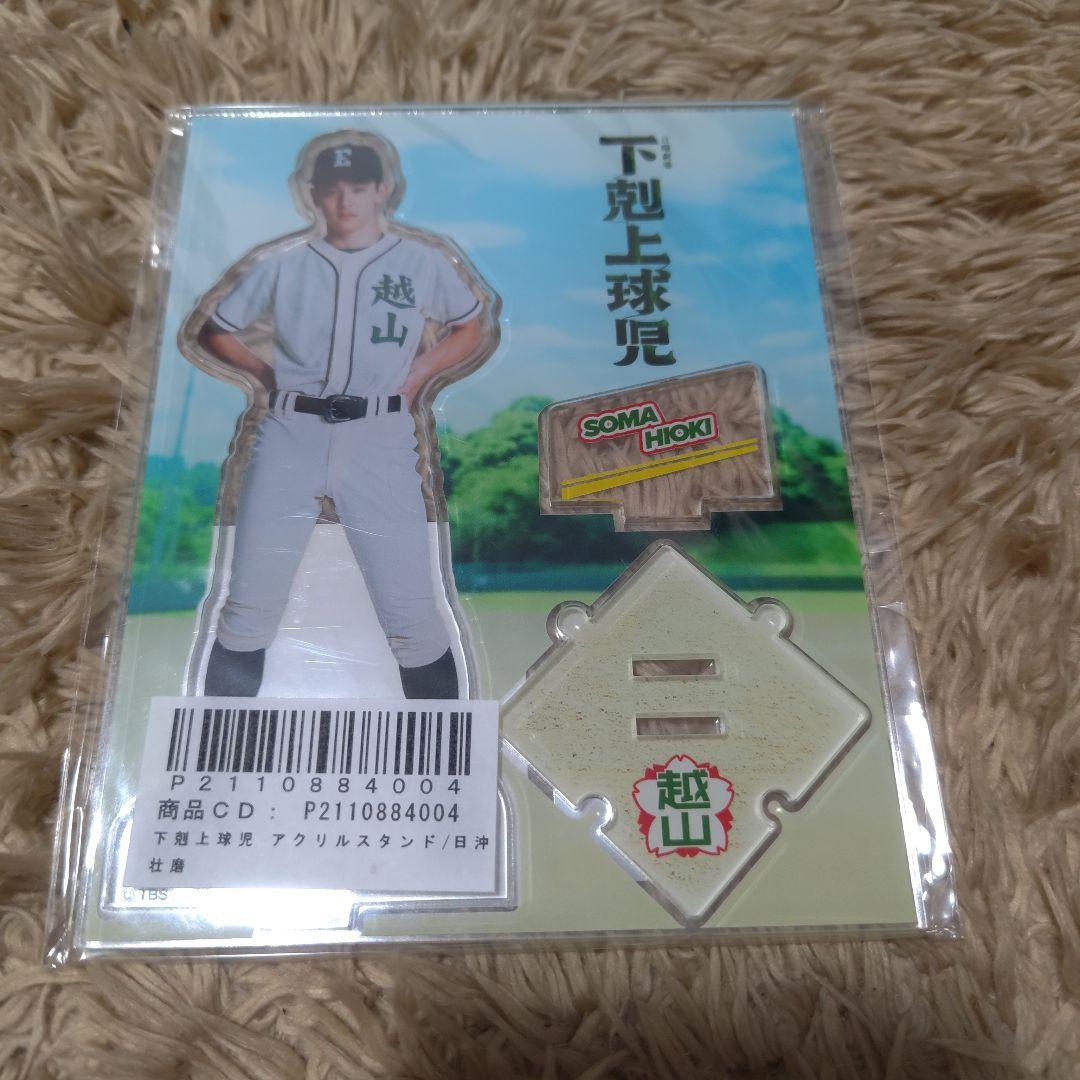 E
越山
日曜劇場
下剋上球児
SOMA
HIOKI
越山
P2110884004
商品CD: P2110884004
下剋上球児 アクリルスタンド/日沖
壮磨
©TBS